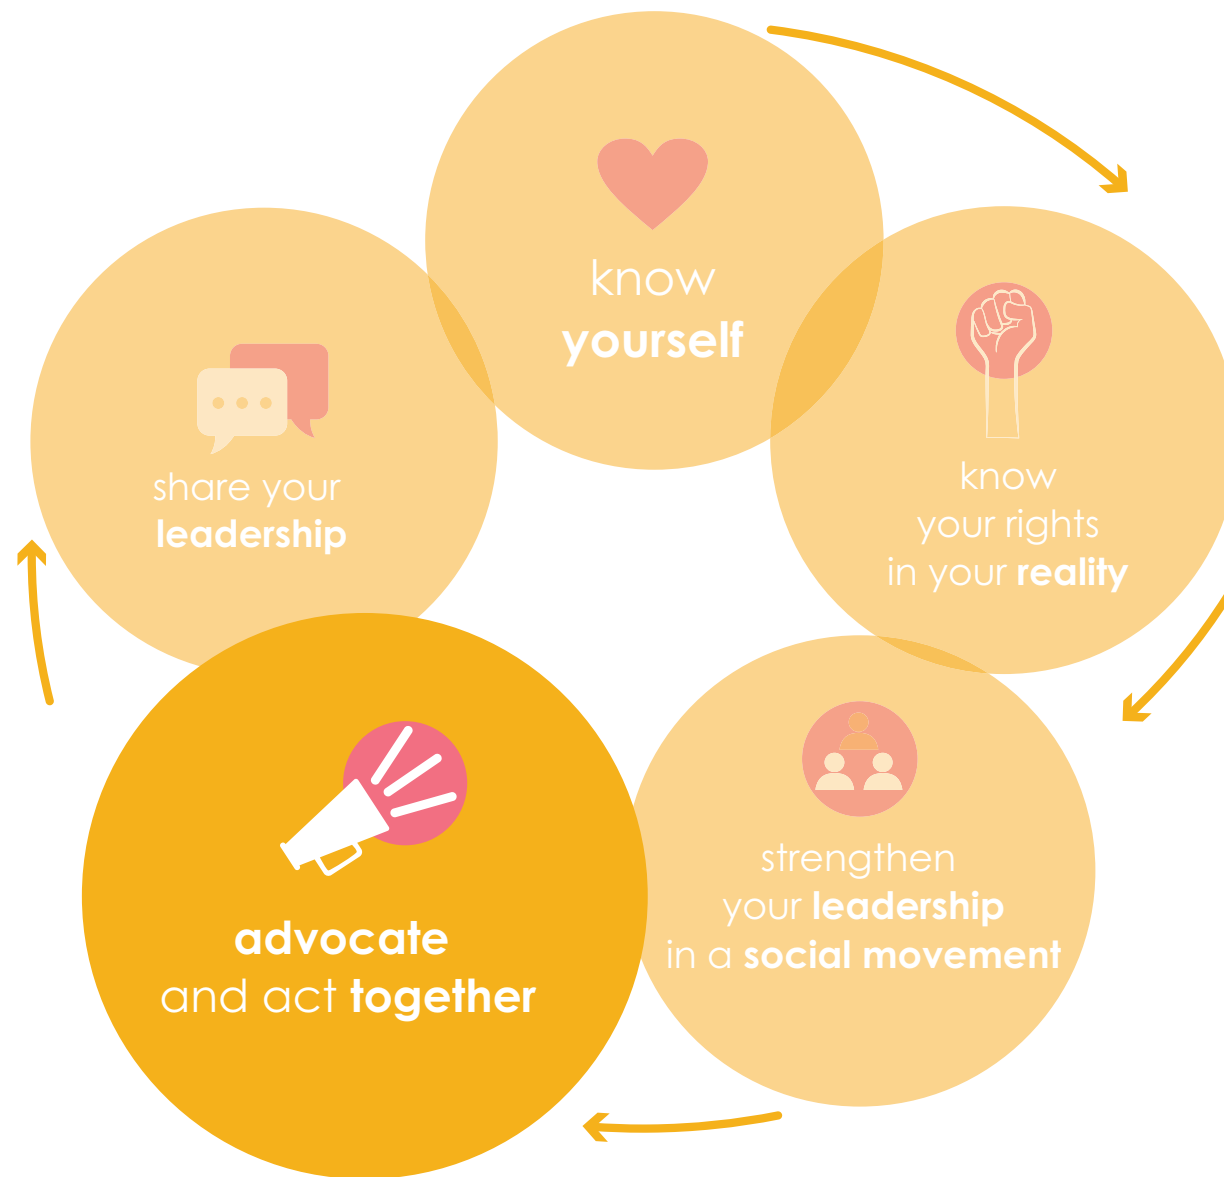 know
yourself
know
your rights
in your reality
strengthen
your leadership
in a social movement
advocate
and act together
share your
leadership